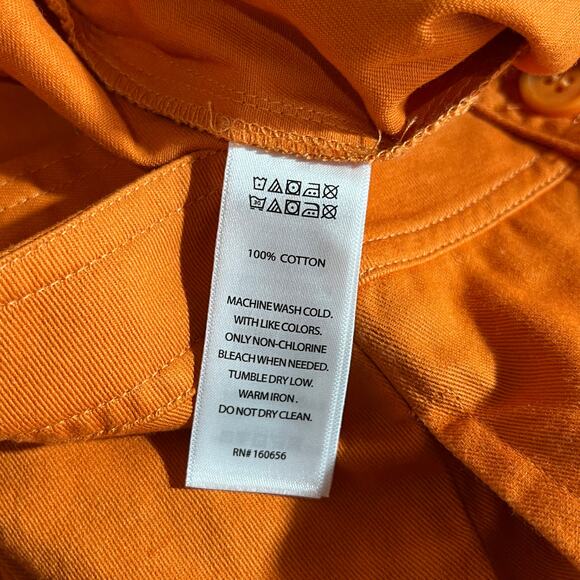 30
100% COTTON
MACHINE WASH COLD.
WITH LIKE COLORS.
ONLY NON-CHLORINE
BLEACH WHEN NEEDED.
TUMBLE DRY LOW.
WARM IRON .
DO NOT DRY CLEAN.
RN# 160656